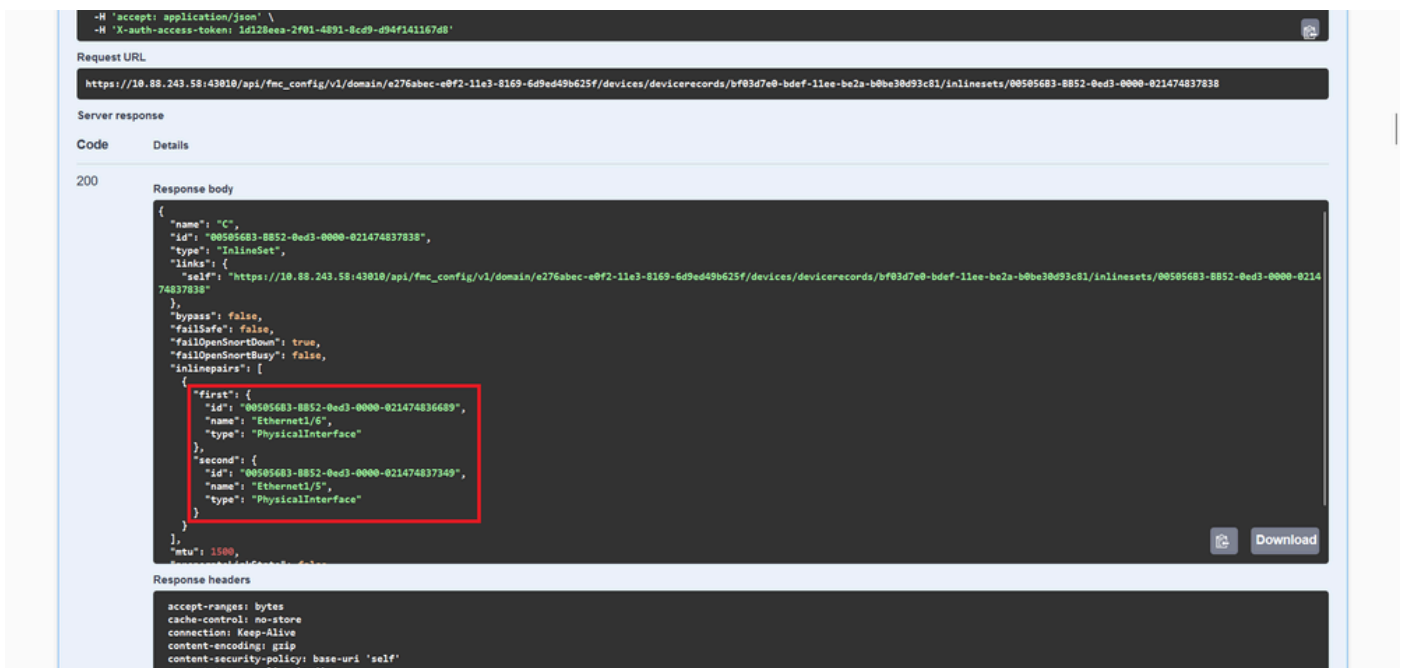 -H 'accept: application/json' \
-H 'X-auth-access-token: 1d128eea-2f01-4891-8cd9-d94f141167d8'
Request URL
https://10.88.243.58:43010/api/fmc_config/v1/domain/e276abec-e0f2-11e3-8169-6d9ed49b625f/devices/devicerecords/bf03d7e0-bdef-11ee-be2a-b0be30d93c81/inlinesets/005056B3-BB52-0ed3-0000-021474837838
Server response
Code Details
200
Response body
{
"name": "C",
"id": "005056B3-BB52-0ed3-0000-021474837838",
"type": "InlineSet",
"links": {
"self": "https://10.88.243.58:43010/api/fmc_config/v1/domain/e276abec-e0f2-11e3-8169-6d9ed49b625f/devices/devicerecords/bf03d7e0-bdef-11ee-be2a-b0be30d93c81/inlinesets/005056B3-BB52-0ed3-0000-0214
74837838"
},
"bypass": false,
"failSafe": false,
"failOpenSnortDown": true,
"failOpenSnortBusy": false,
"inlinepairs": [
{
"first": {
"id": "005056B3-BB52-0ed3-0000-021474836689",
"name": "Ethernet1/6",
"type": "PhysicalInterface"
},
"second": {
"id": "005056B3-BB52-0ed3-0000-021474837349",
"name": "Ethernet1/5",
"type": "PhysicalInterface"
}
}
],
"mtu": 1500,
Download
Response headers
accept-ranges: bytes
cache-control: no-store
connection: Keep-Alive
content-encoding: gzip
content-security-policy: base-uri 'self'